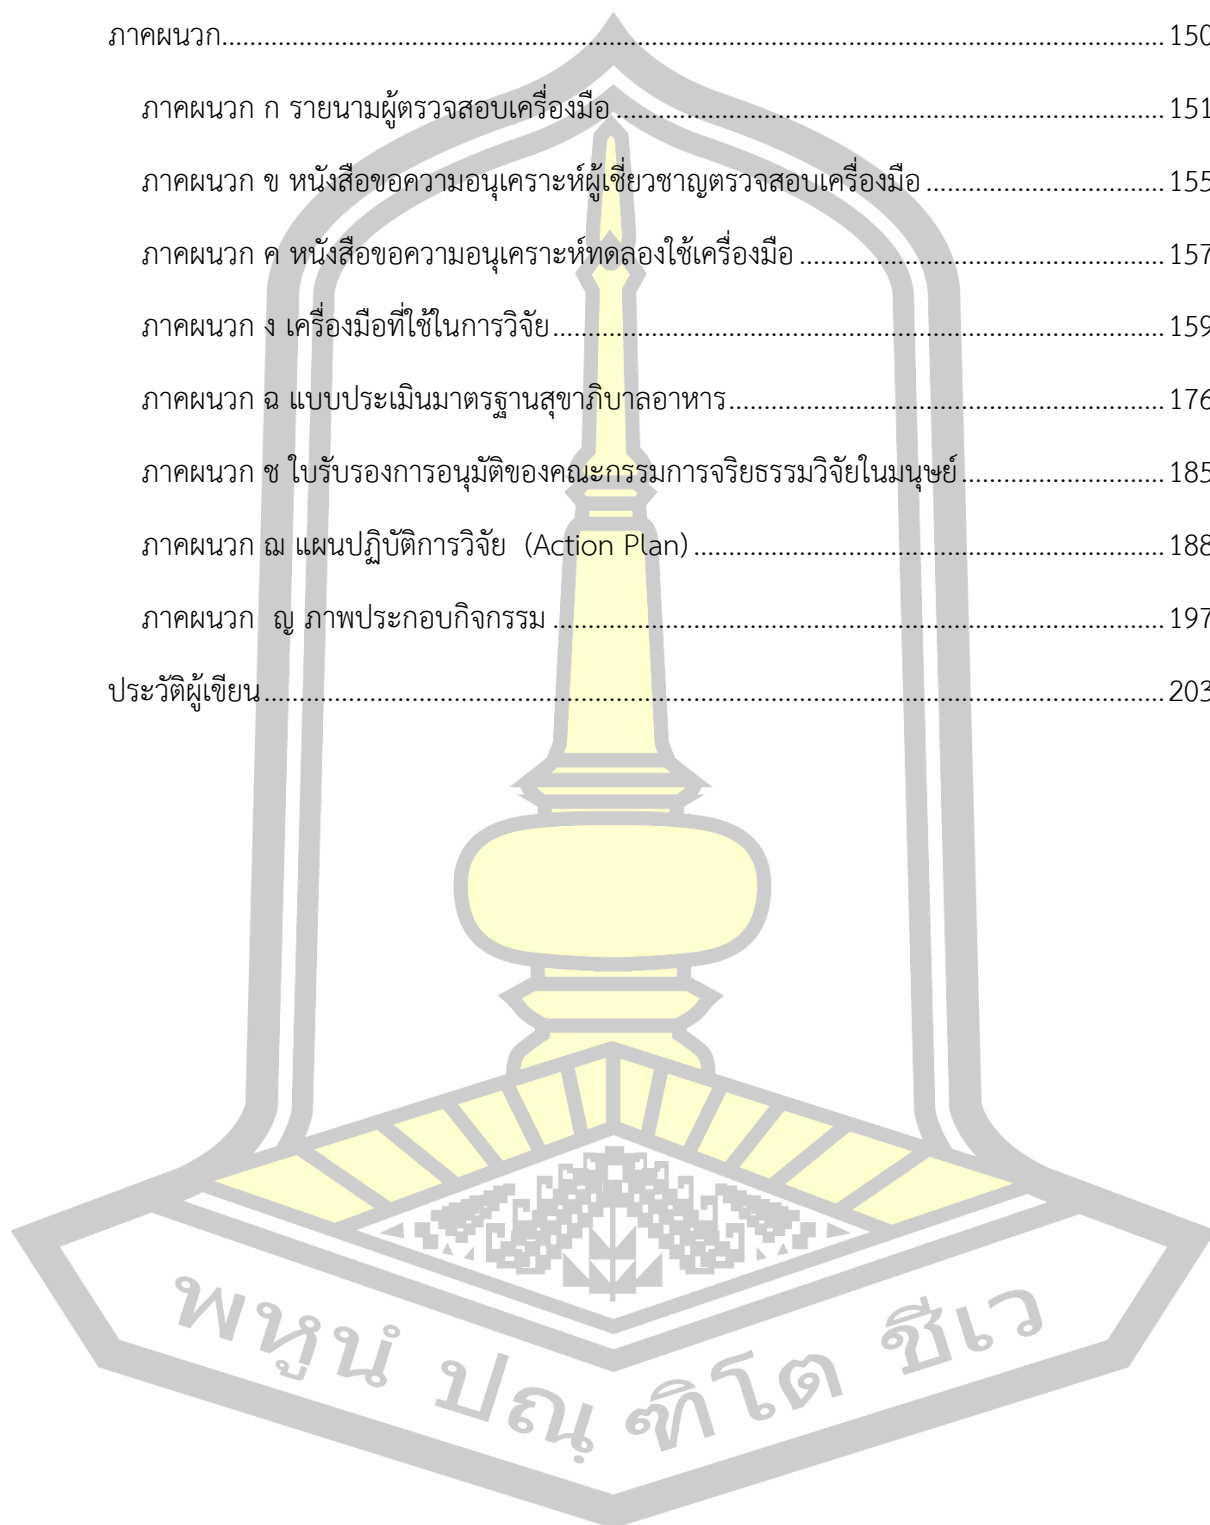 ภาคผนวก.......................................................................................................................... 150
ภาคผนวก ก รายนามผู้ตรวจสอบเครื่องมือ....................................................................... 151
ภาคผนวก ข หนังสือขอความอนุเคราะห์ผู้เชี่ยวชาญตรวจสอบเครื่องมือ ............................... 155
ภาคผนวก ค หนังสือขอความอนุเคราะห์ทดลองใช้เครื่องมือ ............................................... 157
ภาคผนวก ง เครื่องมือที่ใช้ในการวิจัย ............................................................................... 159
ภาคผนวก ฉ แบบประเมินมาตรฐานสุขาภิบาลอาหาร ........................................................ 176
ภาคผนวก ช ใบรับรองการอนุมัติของคณะกรรมการจริยธรรมวิจัยในมนุษย์ .......................... 185
ภาคผนวก ฌ แผนปฏิบัติการวิจัย (Action Plan) ............................................................. 188
ภาคผนวก ญ ภาพประกอบกิจกรรม ............................................................................... 197
ประวัติผู้เขียน .................................................................................................................... 203
พหูนํ ปณฺฑิโต ชีเว